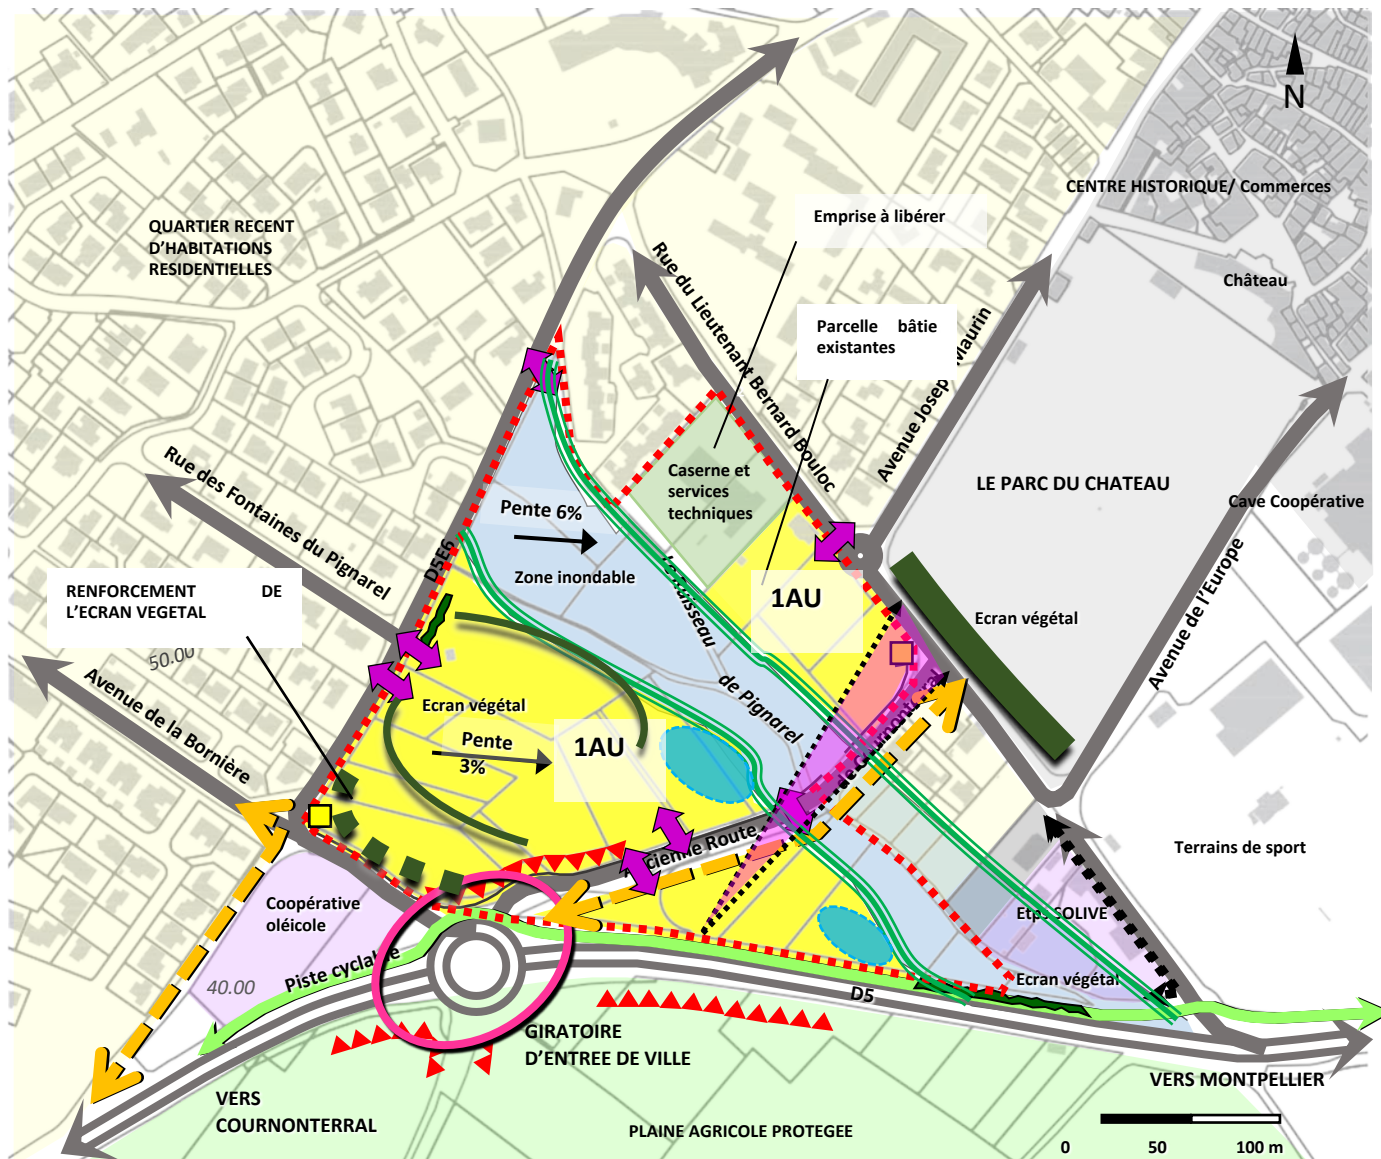 N
CENTRE HISTORIQUE/ Commerces
Emprise à libérer
QUARTIER RECENT
D'HABITATIONS
RESIDENTIELLES
Château
Rue du Lieutenant Bernard Bouloc
Parcelle bâtie
existantes
Avenue Joseph Maurin
Rue des Fontaines du Pignarel
Caserne et
services
techniques
LE PARC DU CHATEAU
Cave Coopérative
Pente 6%
D5E6
Zone inondable
RENFORCEMENT DE
L'ECRAN VEGETAL
1AU
Ecran végétal
Avenue de l'Europe
50.00
Avenue de la Bornière
Ecran végétal
de Pignarel
Pente
3%
1AU
Terrains de sport
Coopérative
oléicole
SOLIVE
Piste cyclable
Ecran végétal
40.00
D5
GIRATOIRE
D'ENTREE DE VILLE
VERS
COURNONTERRAL
VERS MONTPELLIER
PLAINE AGRICOLE PROTEGEE
0 50 100 m